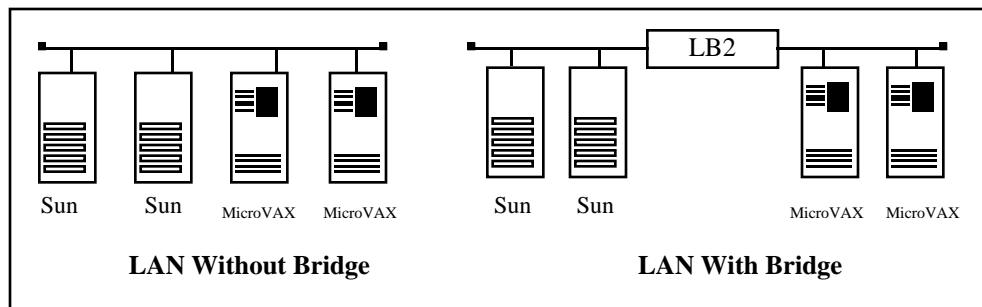 LB2
Sun Sun MicroVAX MicroVAX Sun Sun MicroVAX MicroVAX
LAN Without Bridge LAN With Bridge